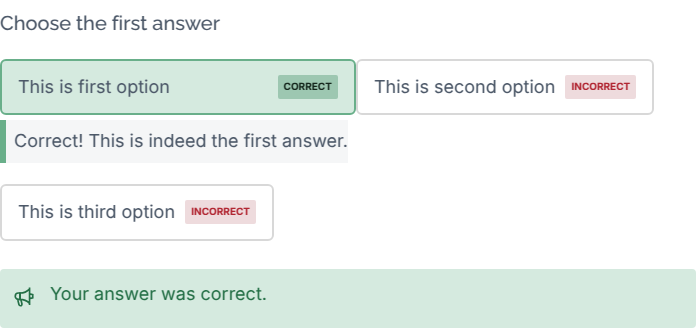 Choose the first answer
This is first option CORRECT
This is second option INCORRECT
Correct! This is indeed the first answer.
This is third option INCORRECT
Your answer was correct.